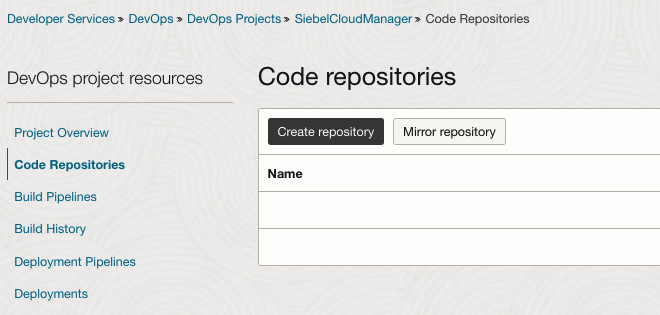 Developer Services » DevOps » DevOps Projects » SiebelCloudManager » Code Repositories
DevOps project resources
Project Overview
Code Repositories
Build Pipelines
Build History
Deployment Pipelines
Deployments
Code repositories
Create repository Mirror repository
Name